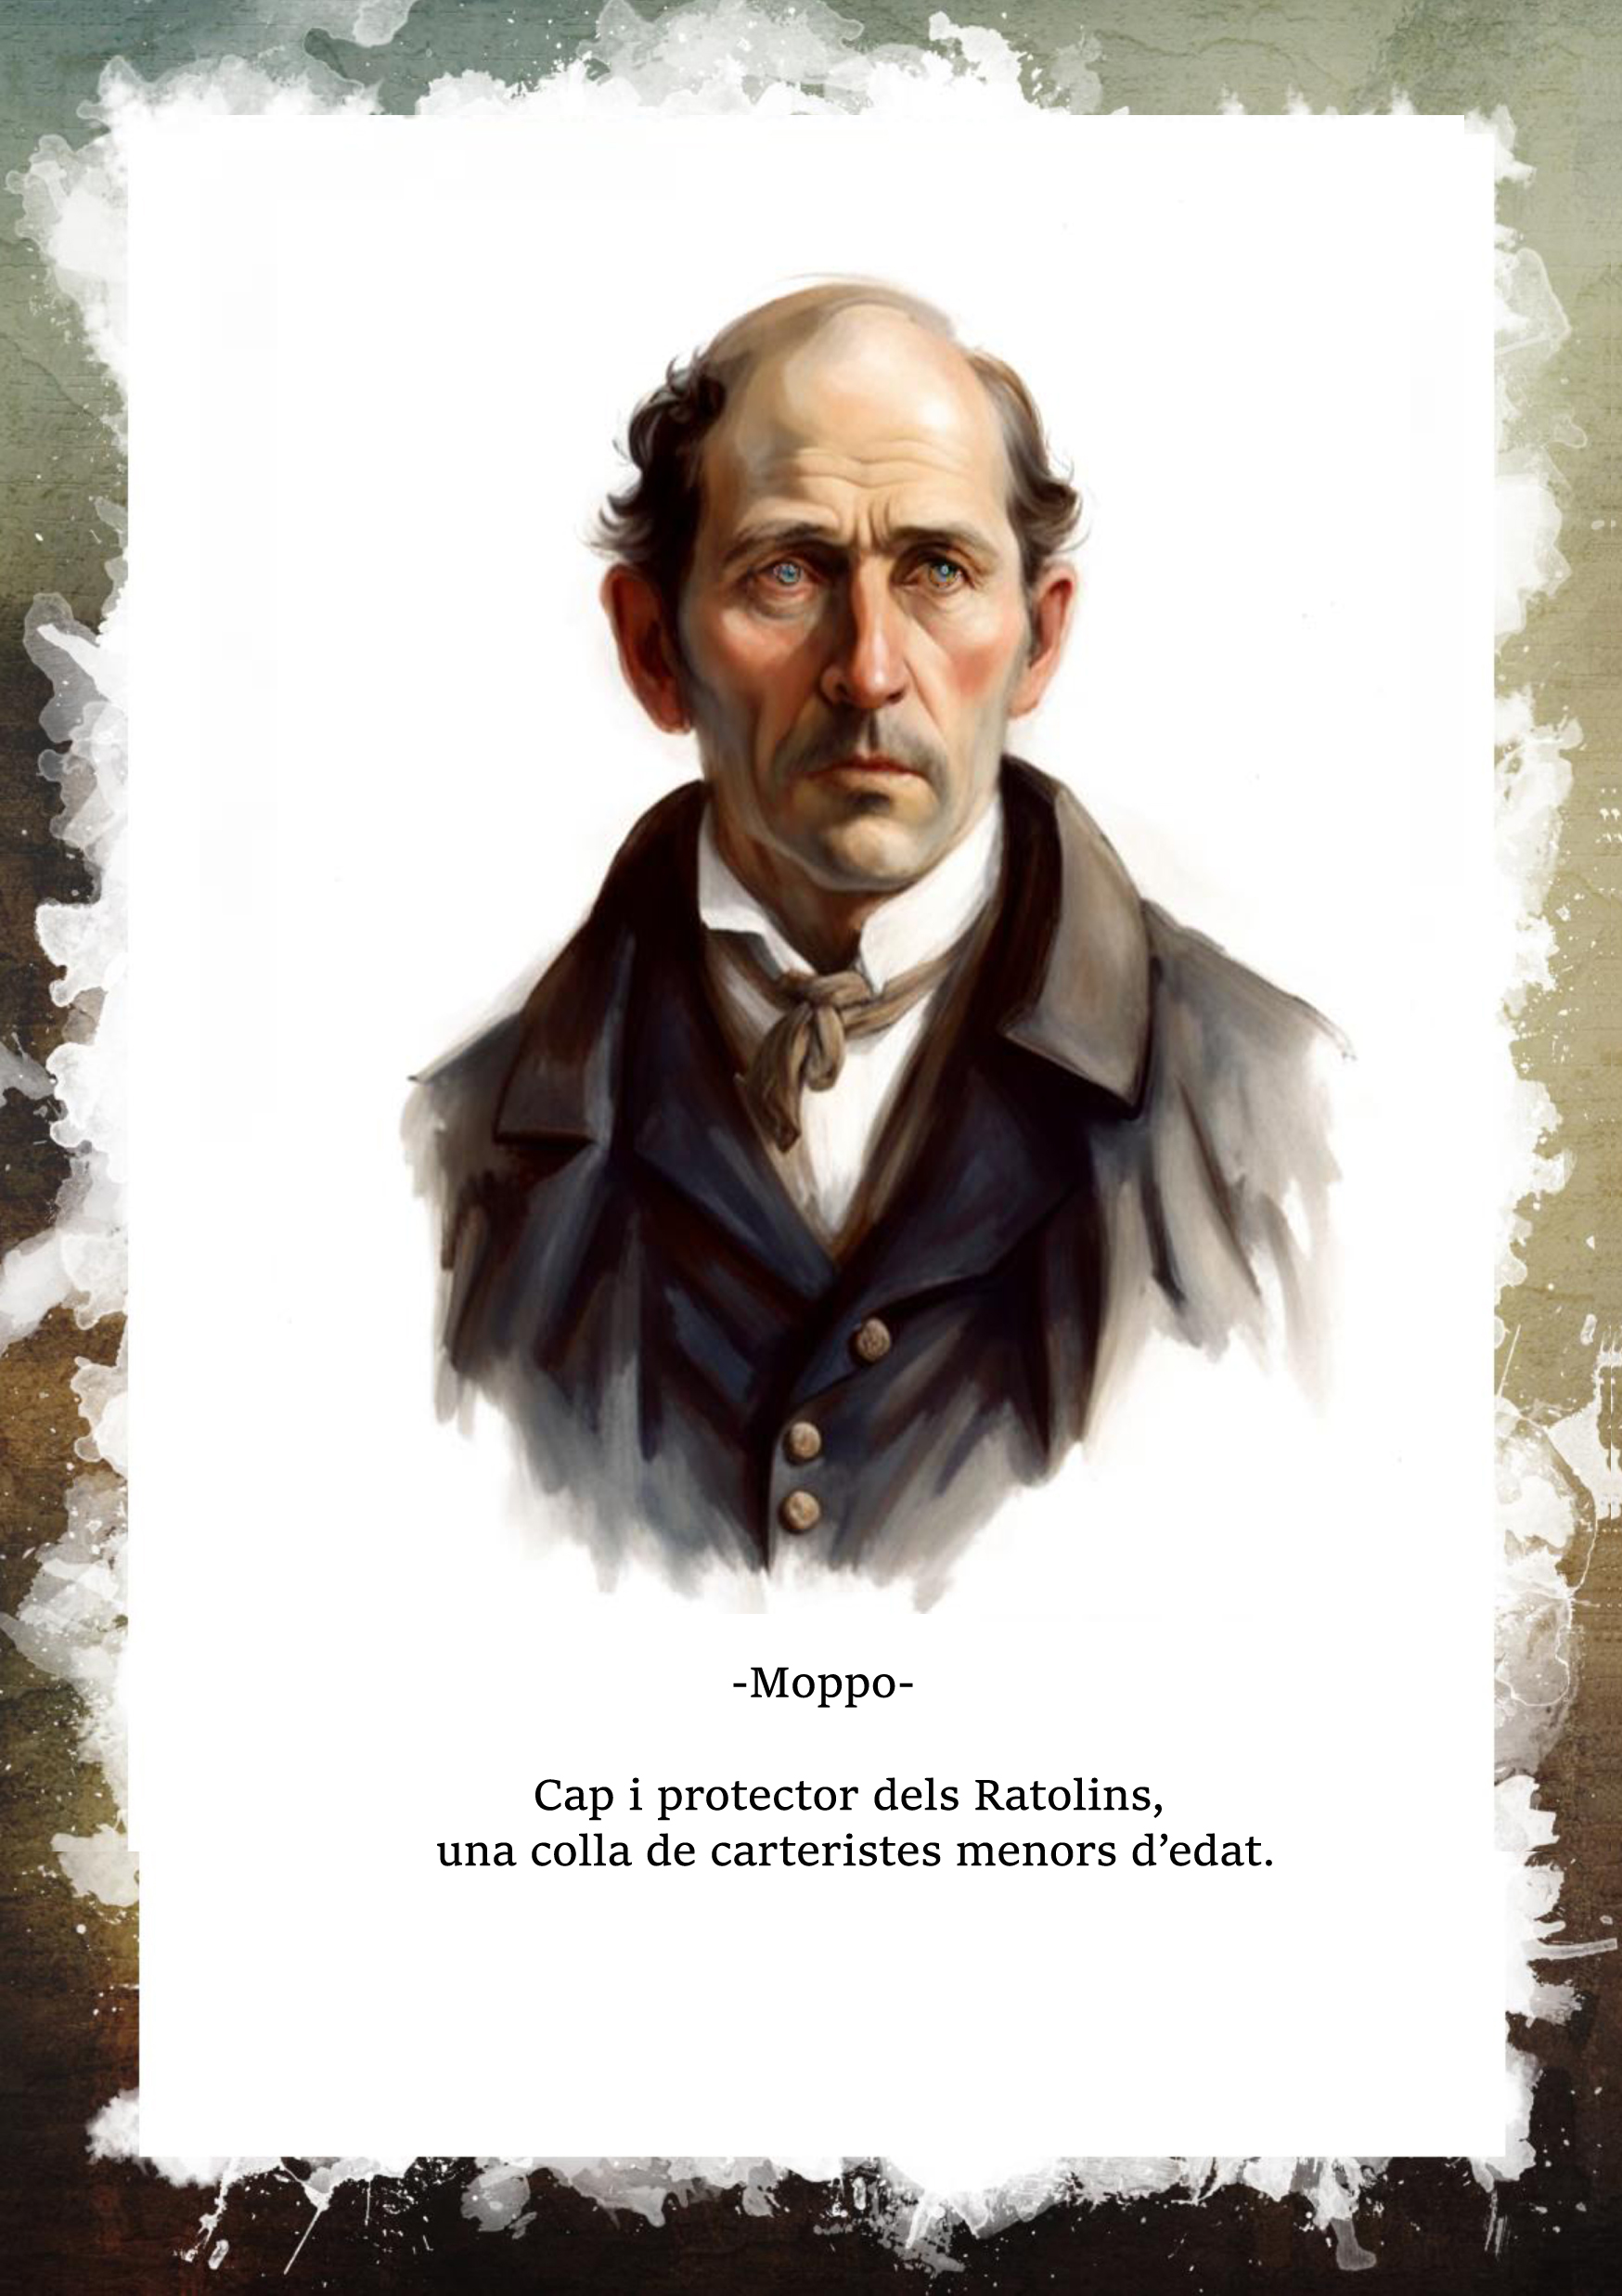 -Moppo-
Cap i protector dels Ratolins,
una colla de carteristes menors d’edat.